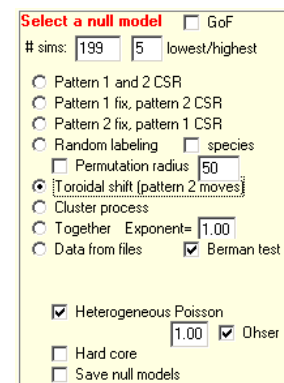 Select a null model GoF
# sims: 199 5 lowest/highest
Pattern 1 and 2 CSR
Pattern 1 fix, pattern 2 CSR
Pattern 2 fix, pattern 1 CSR
Random labeling species
Permutation radius 50
Toroidal shift (pattern 2 moves)
Cluster process
Together Exponent= 1.00
Data from files Berman test
Heterogeneous Poisson
1.00 Ohser
Hard core
Save null models